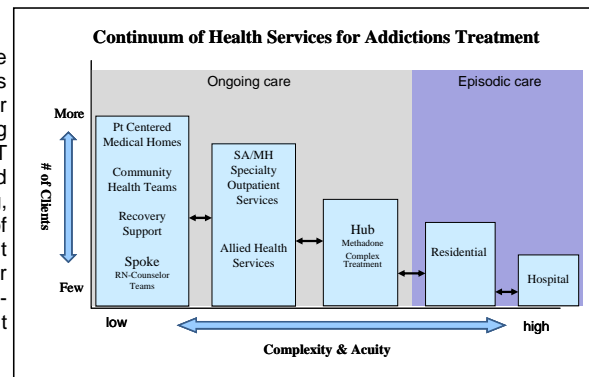 Continuum of Health Services for Addictions Treatment
Ongoing care
Episodic care
More
# of Clients
Few
Pt Centered
Medical Homes
Community
Health Teams
Recovery
Support
Spoke
RN-Counselor
Teams
SA/MH
Specialty
Outpatient
Services
Allied Health
Services
Hub
Methadone
Complex
Treatment
Residential
Hospital
low
high
Complexity & Acuity